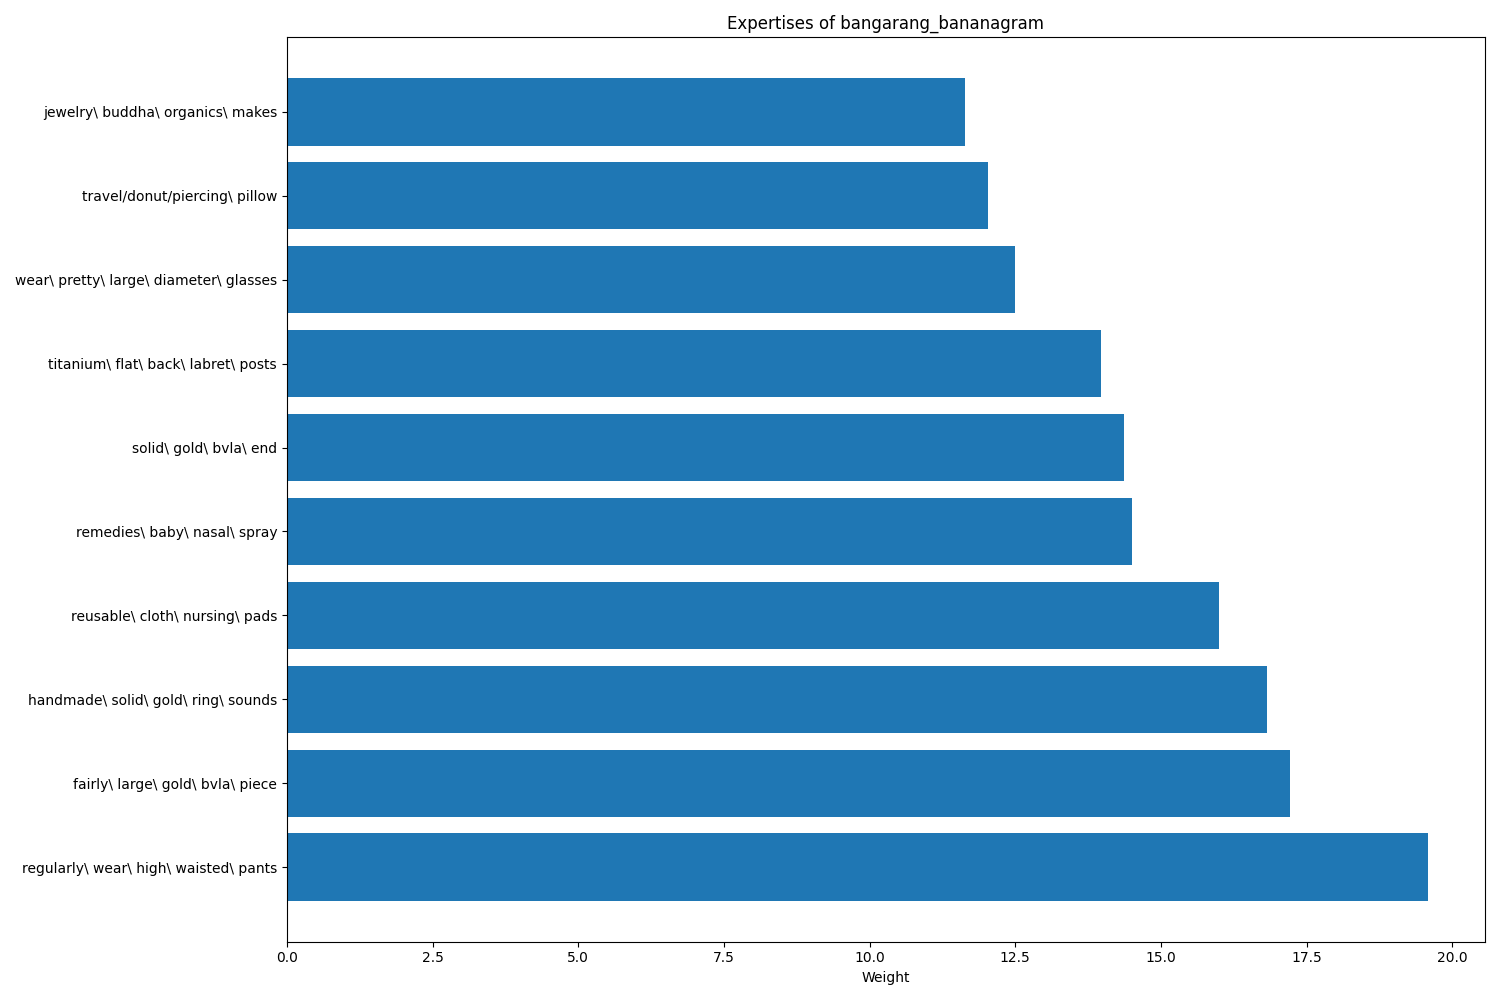 Expertises of bangarang_bananagram
jewelry\ buddha\ organics\ makes
travel/donut/piercing\ pillow
wear\ pretty\ large\ diameter\ glasses
titanium\ flat\ back\ labret\ posts
solid\ gold\ bvla\ end
remedies\ baby\ nasal\ spray
reusable\ cloth\ nursing\ pads
handmade\ solid\ gold\ ring\ sounds
fairly\ large\ gold\ bvla\ piece
regularly\ wear\ high\ waisted\ pants
0.0 2.5 5.0 7.5 10.0 12.5 15.0 17.5 20.0
Weight